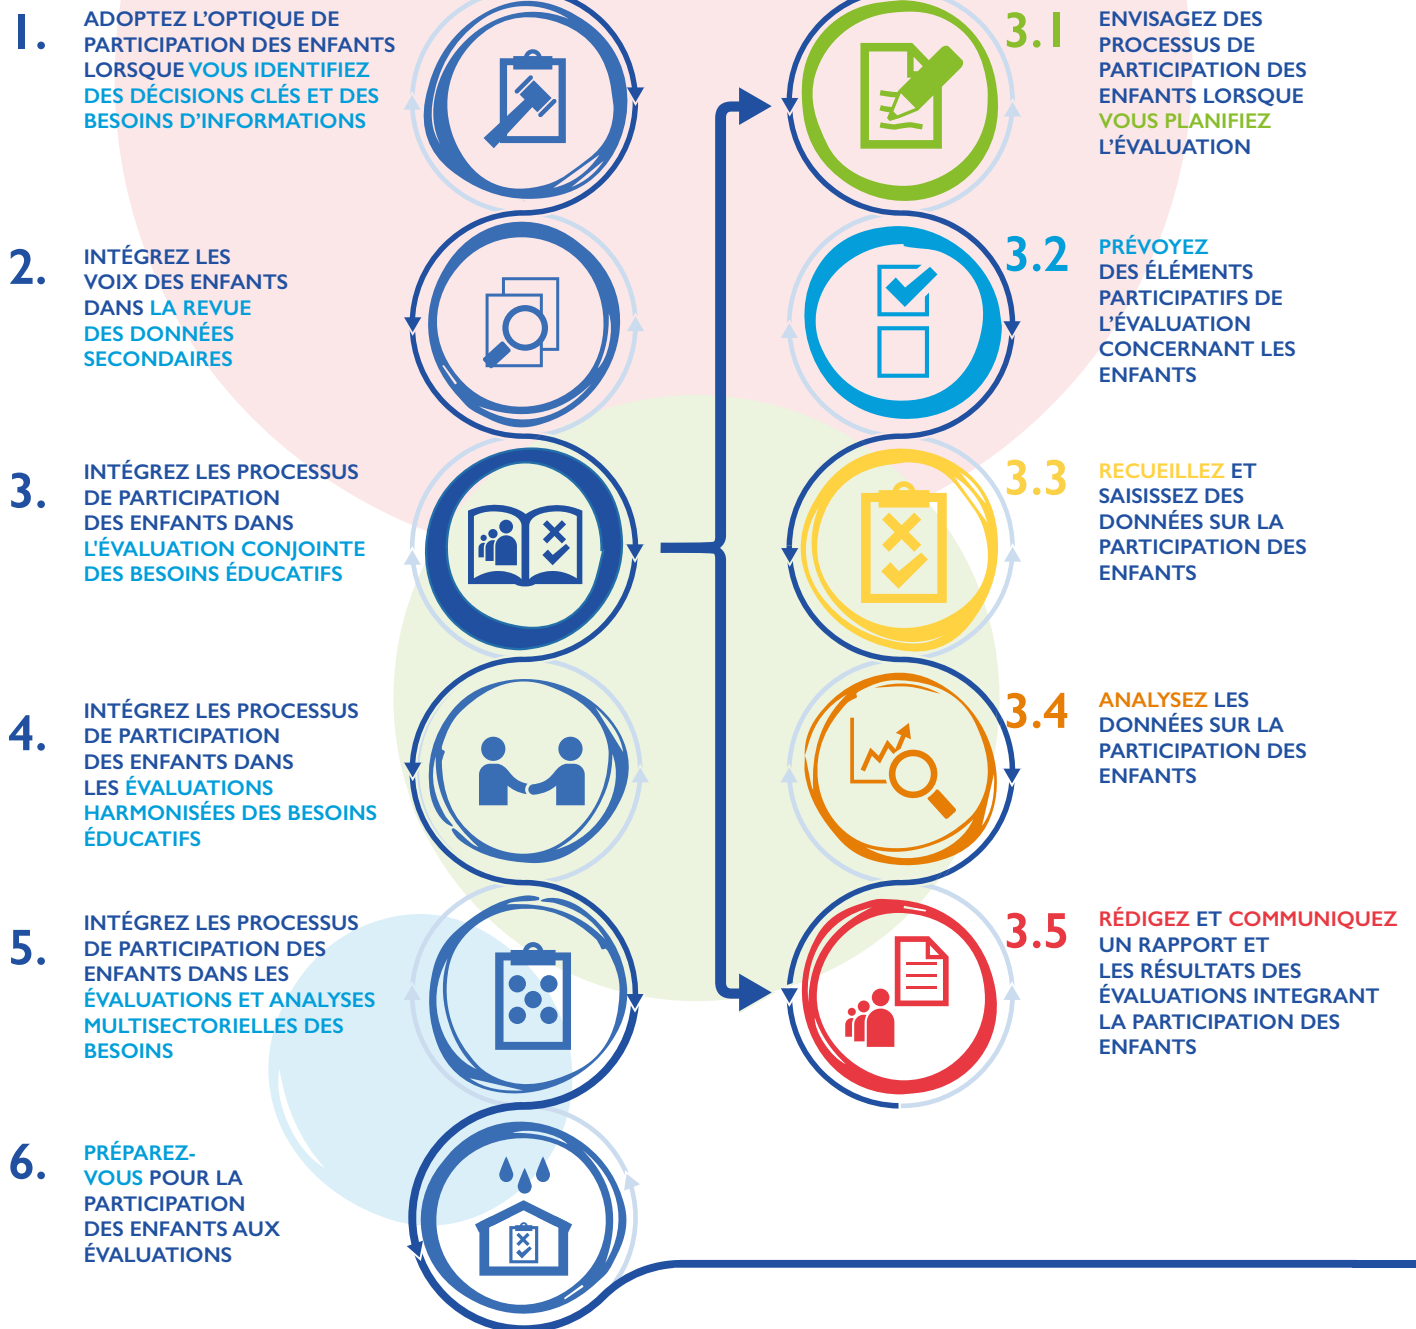 1.
ADOPTEZ L’OPTIQUE DE
PARTICIPATION DES ENFANTS
LORSQUE VOUS IDENTIFIEZ
DES DÉCISIONS CLÉS ET DES
BESOINS D’INFORMATIONS
2.
INTÉGREZ LES
VOIX DES ENFANTS
DANS LA REVUE
DES DONNÉES
SECONDAIRES
3.
INTÉGREZ LES PROCESSUS
DE PARTICIPATION
DES ENFANTS DANS
L'ÉVALUATION CONJOINTE
DES BESOINS ÉDUCATIFS
4.
INTÉGREZ LES PROCESSUS
DE PARTICIPATION
DES ENFANTS DANS
LES ÉVALUATIONS
HARMONISÉES DES BESOINS
ÉDUCATIFS
5.
INTÉGREZ LES PROCESSUS
DE PARTICIPATION DES
ENFANTS DANS LES
ÉVALUATIONS ET ANALYSES
MULTISECTORIELLES DES
BESOINS
6.
PRÉPAREZ-
VOUS POUR LA
PARTICIPATION
DES ENFANTS AUX
ÉVALUATIONS
3.1
ENVISAGEZ DES
PROCESSUS DE
PARTICIPATION DES
ENFANTS LORSQUE
VOUS PLANIFIEZ
L’ÉVALUATION
3.2
PRÉVOYEZ
DES ÉLÉMENTS
PARTICIPATIFS DE
L’ÉVALUATION
CONCERNANT LES
ENFANTS
3.3
RECUEILLEZ ET
SAISISSEZ DES
DONNÉES SUR LA
PARTICIPATION DES
ENFANTS
3.4
ANALYSEZ LES
DONNÉES SUR LA
PARTICIPATION DES
ENFANTS
3.5
RÉDIGEZ ET COMMUNIQUEZ
UN RAPPORT ET
LES RÉSULTATS DES
ÉVALUATIONS INTEGRANT
LA PARTICIPATION DES
ENFANTS